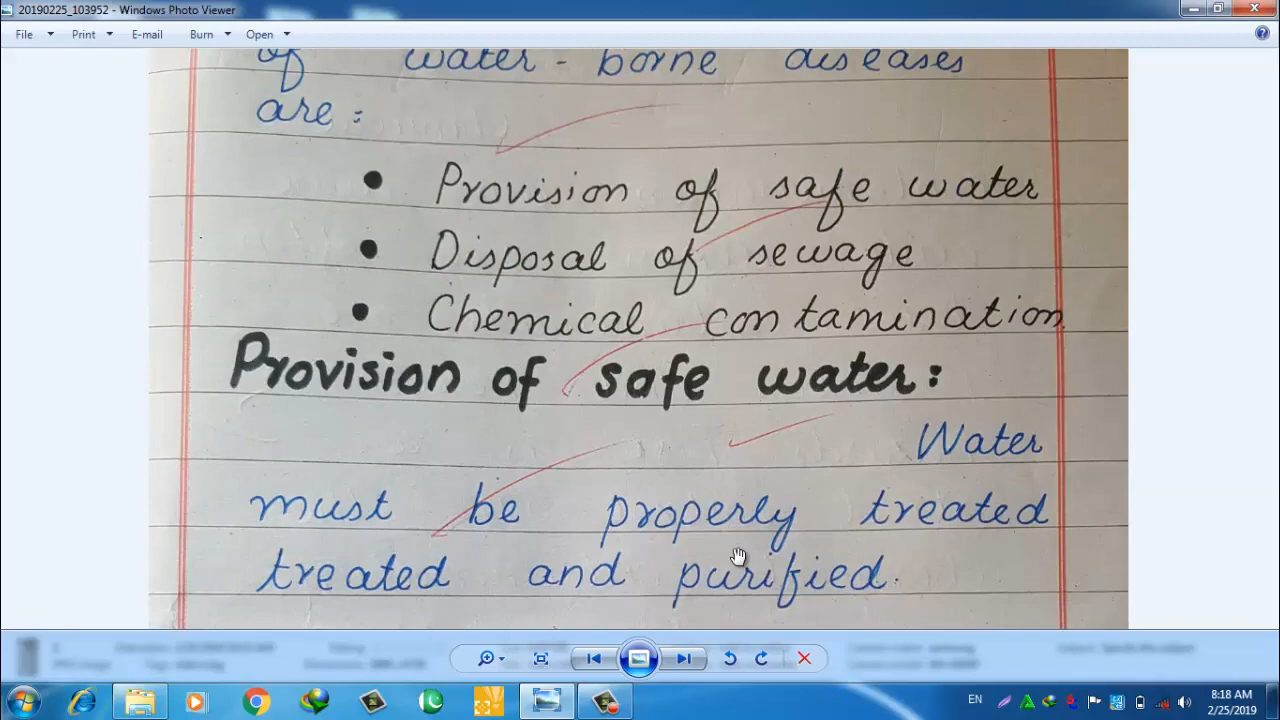 20190225_103952 - Windows Photo Viewer
File Print E-mail Burn Open
of water - borne diseases
are :
• Provision of safe water
• Disposal of sewage
• Chemical contamination
Provision of safe water :
Water
must be properly treated
treated and purified.
EN
8:18 AM
2/25/2019